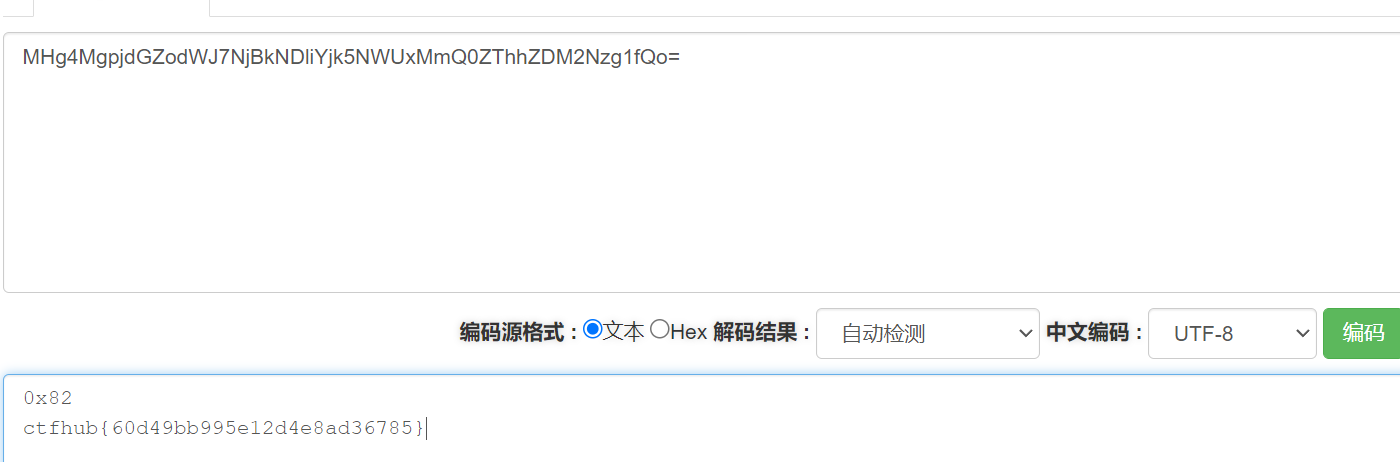 MHg4MgpjdGZodWJ7NjBkNDliYjk5NWUxMmQ0ZThhZDM2Nzg1fQo=
编码源格式：文本 Hex 解码结果：自动检测 中文编码：UTF-8 编码
0x82
ctfhub{60d49bb995e12d4e8ad36785}